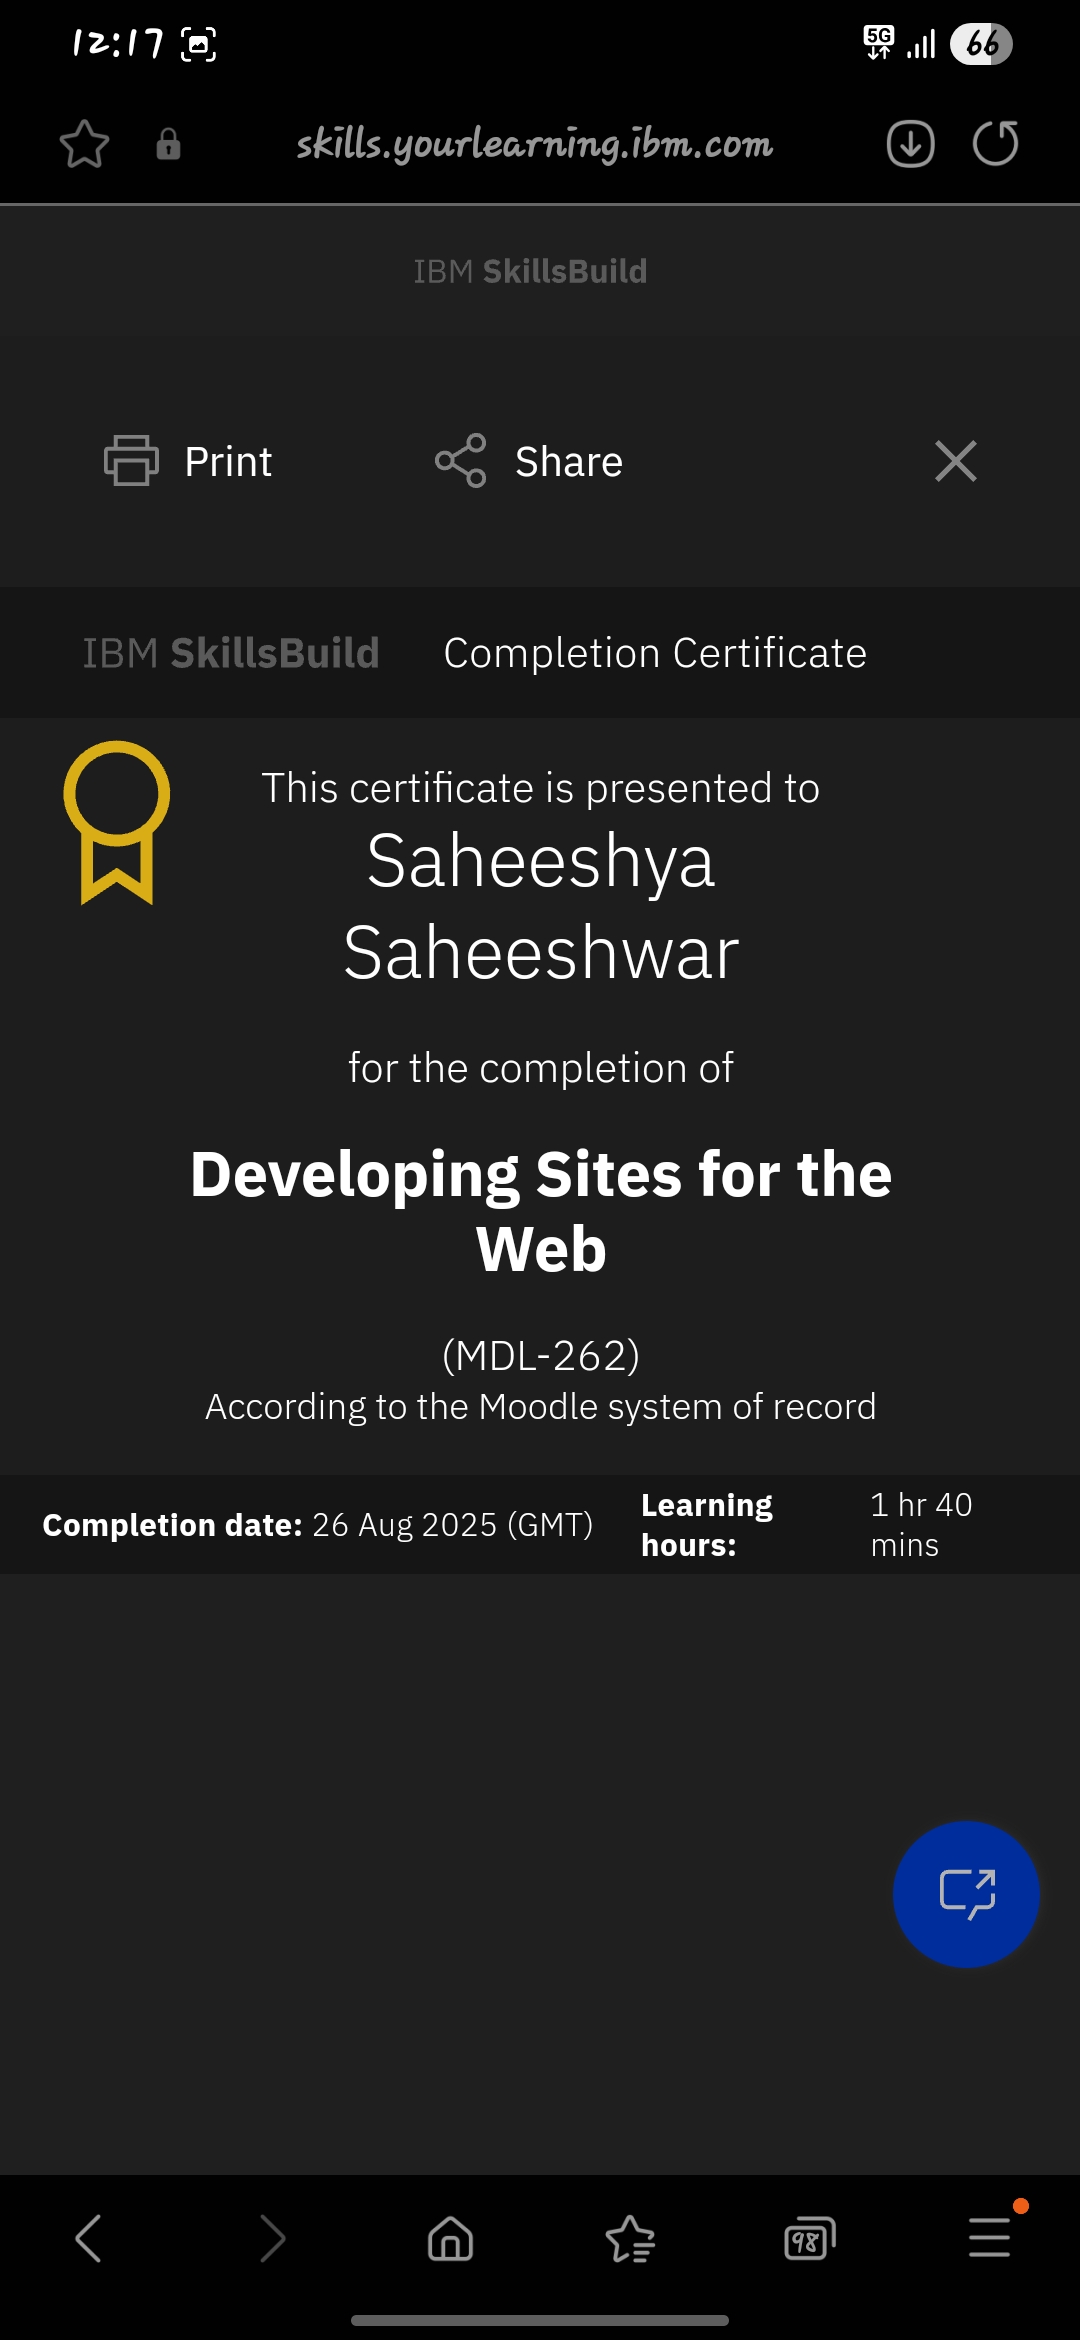 12:17 5G 66
skills.yourlearning.ibm.com
IBM SkillsBuild
Print Share
IBM SkillsBuild Completion Certificate
This certificate is presented to
Saheeshya
Saheeshwar
for the completion of
Developing Sites for the
Web
(MDL-262)
According to the Moodle system of record
Completion date: 26 Aug 2025 (GMT)
Learning
hours:
1 hr 40
mins
98